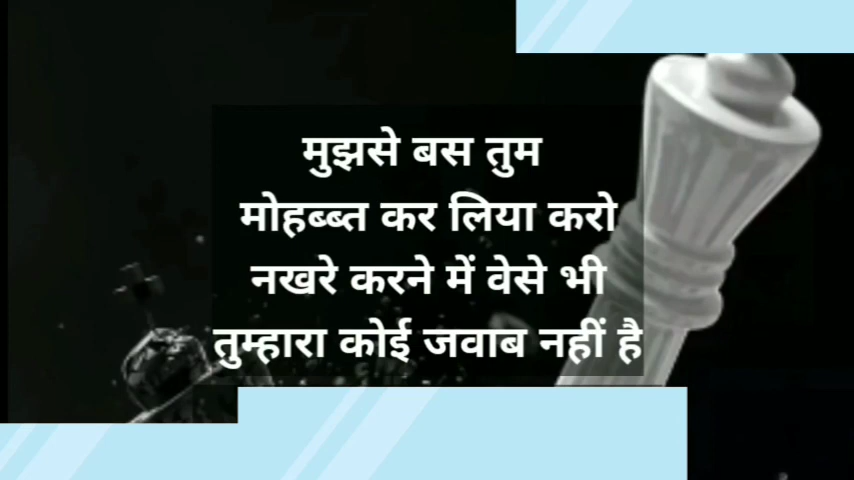 मुझसे बस तुम
मोहब्ब्त कर लिया करो
नखरे करने में वेसे भी
तुम्हारा कोई जवाब नहीं है